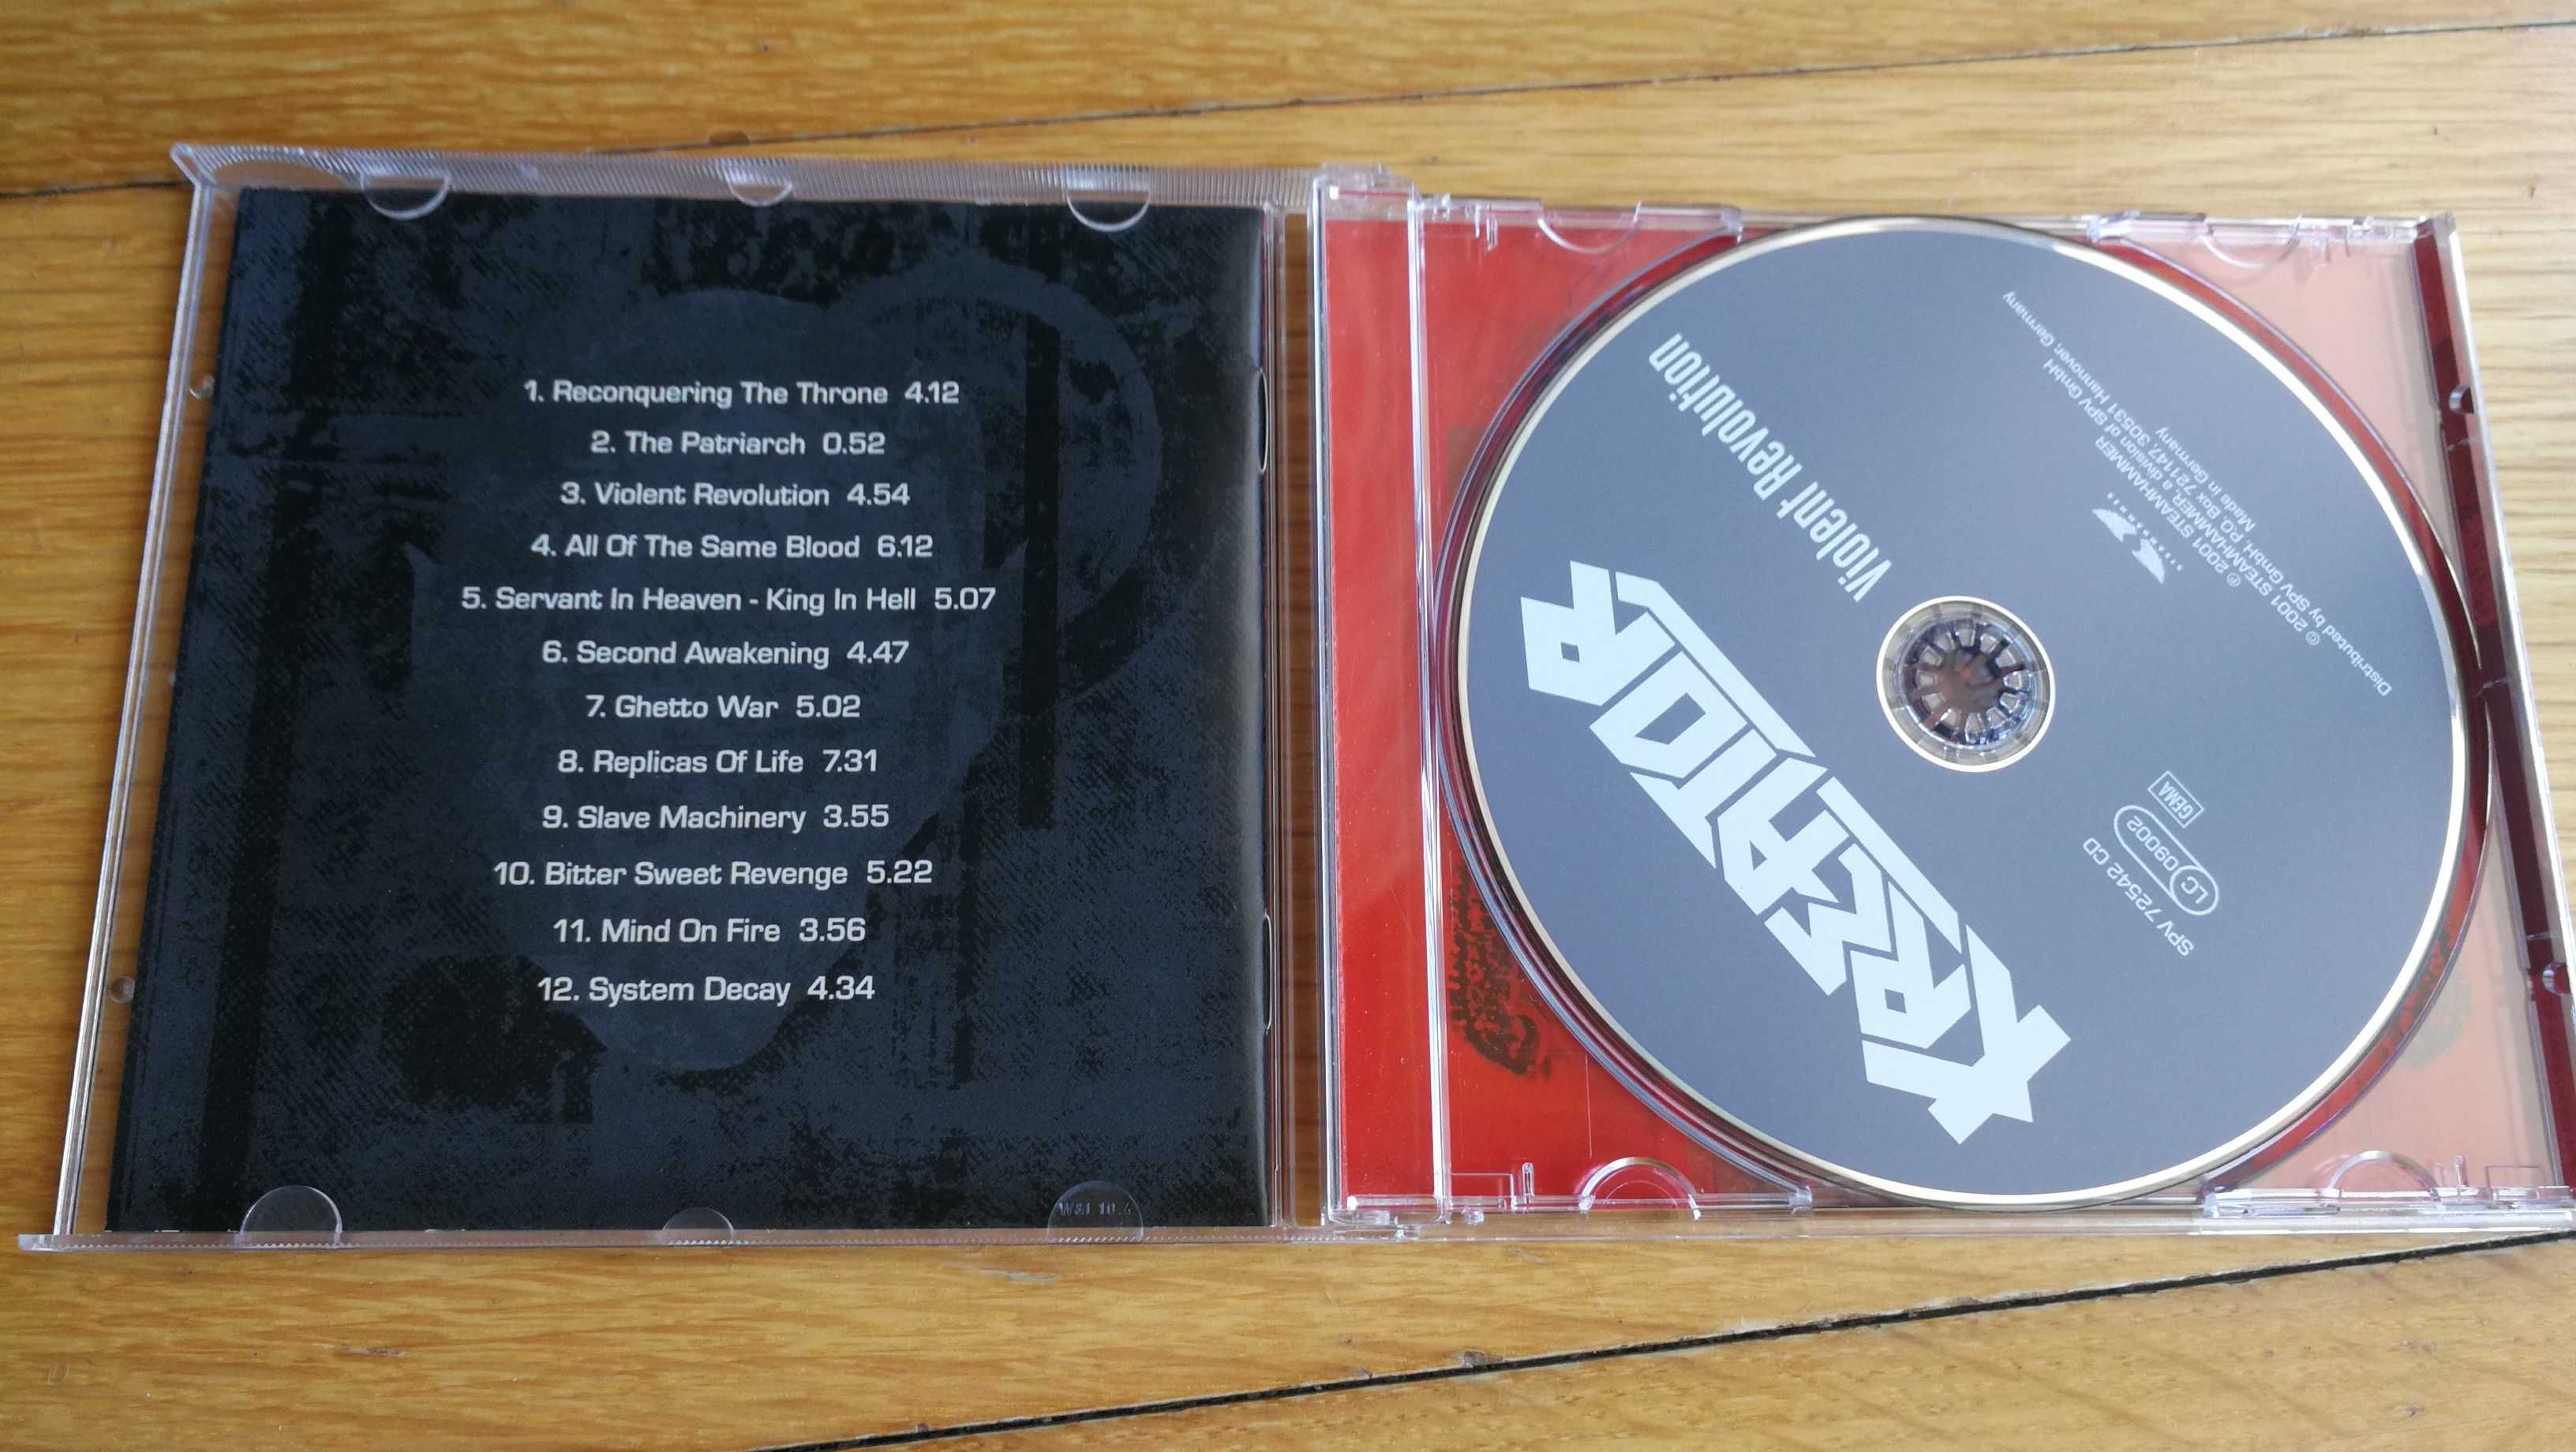 1. Reconquering The Throne 4.12
2. The Patriarch 0.52
3. Violent Revolution 4.54
4. All Of The Same Blood 6.12
5. Servant In Heaven - King In Hell 5.07
6. Second Awakening 4.47
7. Ghetto War 5.02
8. Replicas Of Life 7.31
9. Slave Machinery 3.55
10. Bitter Sweet Revenge 5.22
11. Mind On Fire 3.56
12. System Decay 4.34
KREATOR
Violent Revolution
SPV 72542 CD
LC 09002
GEMA
℗ 2001 STEAMHAMMER
© 2001 STEAMHAMMER, a division of SPV GmbH
Distributed by SPV GmbH, P.O. Box 721147, 30531 Hannover, Germany
Made in Germany